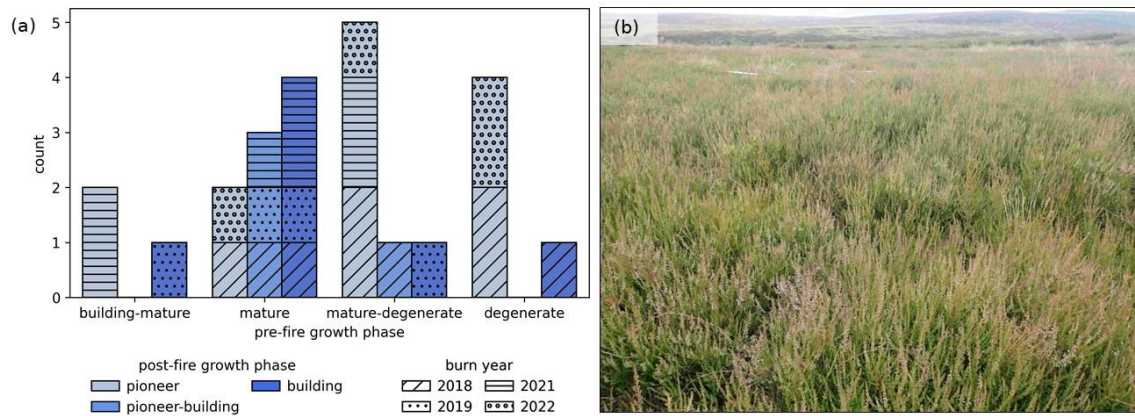 (a)
5
4
3
2
1
0
count
building-mature mature mature-degenerate degenerate
pre-fire growth phase
post-fire growth phase
pioneer
building
pioneer-building
burn year
2018
2021
2019
2022
(b)